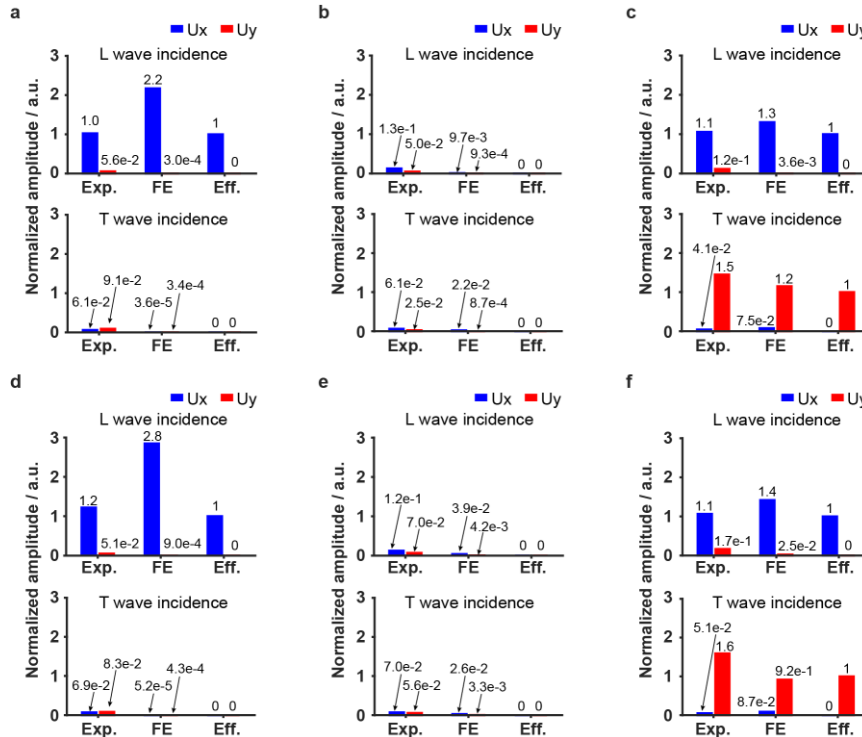 a
Ux Uy
L wave incidence
3
2
1
0
2.2
1.0
5.6e-2
3.0e-4
1
0
Exp. FE Eff.
T wave incidence
3
2
1
0
9.1e-2
6.1e-2
3.4e-4
3.6e-5
0 0
Exp. FE Eff.
Normalized amplitude / a.u.
b
Ux Uy
L wave incidence
3
2
1
0
1.3e-1
5.0e-2
9.7e-3
9.3e-4
0 0
Exp. FE Eff.
T wave incidence
3
2
1
0
6.1e-2
2.5e-2
2.2e-2
8.7e-4
0 0
Exp. FE Eff.
Normalized amplitude / a.u.
c
Ux Uy
L wave incidence
3
2
1
0
1.1
1.2e-1
1.3
3.6e-3
1
0
Exp. FE Eff.
T wave incidence
3
2
1
0
4.1e-2
1.5
7.5e-2
1.2
0
1
Exp. FE Eff.
Normalized amplitude / a.u.
d
Ux Uy
L wave incidence
3
2
1
0
1.2
5.1e-2
2.8
9.0e-4
1
0
Exp. FE Eff.
T wave incidence
3
2
1
0
6.9e-2
8.3e-2
5.2e-5
4.3e-4
0 0
Exp. FE Eff.
Normalized amplitude / a.u.
e
Ux Uy
L wave incidence
3
2
1
0
1.2e-1
7.0e-2
3.9e-2
4.2e-3
0 0
Exp. FE Eff.
T wave incidence
3
2
1
0
7.0e-2
5.6e-2
2.6e-2
3.3e-3
0 0
Exp. FE Eff.
Normalized amplitude / a.u.
f
Ux Uy
L wave incidence
3
2
1
0
1.1
1.7e-1
1.4
2.5e-2
1
0
Exp. FE Eff.
T wave incidence
3
2
1
0
5.1e-2
1.6
8.7e-2
9.2e-1
0
1
Exp. FE Eff.
Normalized amplitude / a.u.